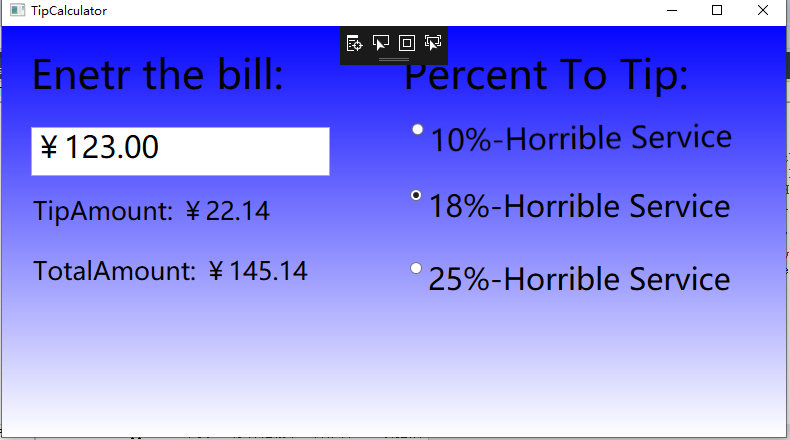 TipCalculator
Enetr the bill:
¥123.00
TipAmount: ¥22.14
TotalAmount: ¥145.14
Percent To Tip:
10%-Horrible Service
18%-Horrible Service
25%-Horrible Service